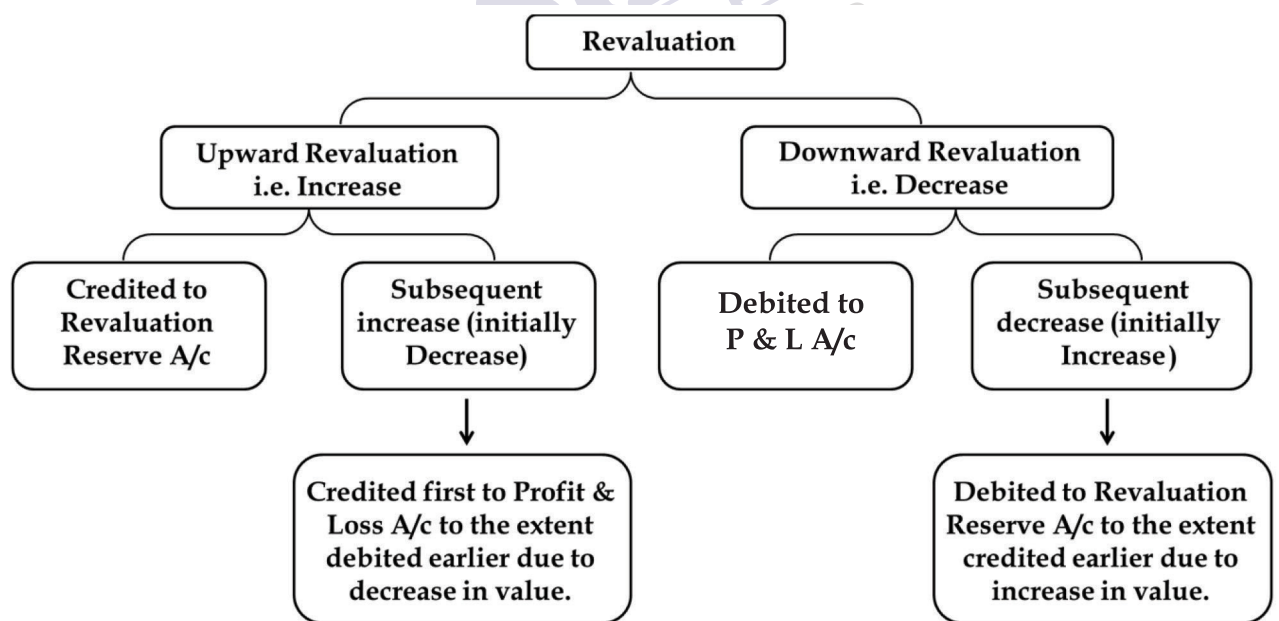 Revaluation
Upward Revaluation
i.e. Increase
Downward Revaluation
i.e. Decrease
Credited to
Revaluation
Reserve A/c
Subsequent
increase (initially
Decrease)
Debited to
P & L A/c
Subsequent
decrease (initially
Increase)
Credited first to Profit &
Loss A/c to the extent
debited earlier due to
decrease in value.
Debited to Revaluation
Reserve A/c to the extent
credited earlier due to
increase in value.